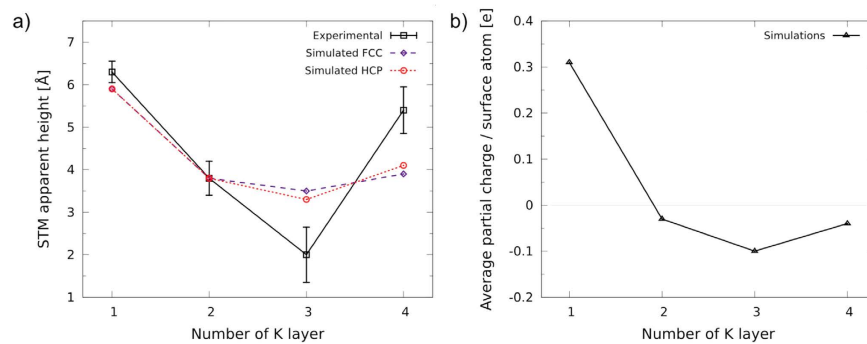 a)
STM apparent height [Å]
7
6
5
4
3
2
1
Experimental
Simulated FCC
Simulated HCP
1 2 3 4
Number of K layer
b)
Average partial charge / surface atom [e]
0.4
0.3
0.2
0.1
0
-0.1
-0.2
Simulations
1 2 3 4
Number of K layer